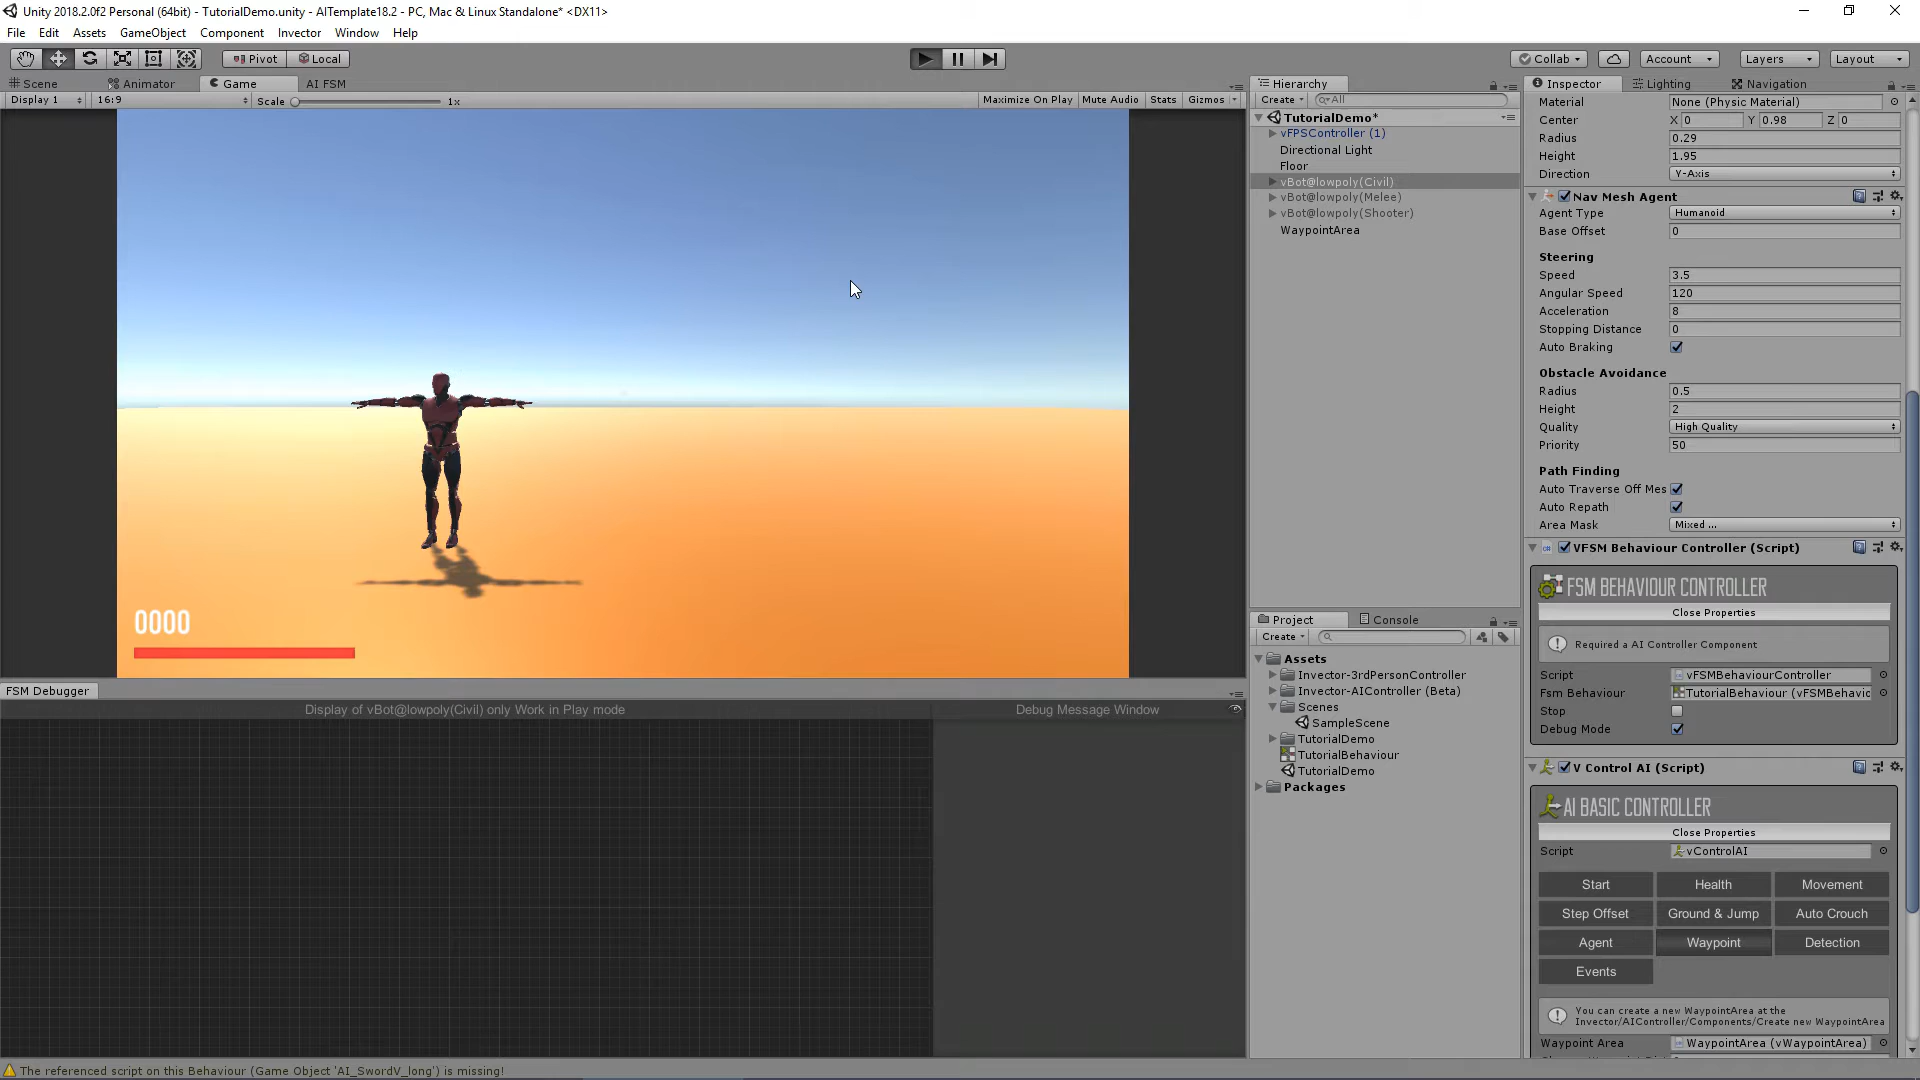 Unity 2018.2.0f2 Personal (64bit) - TutorialDemo.unity - AITemplate18.2 - PC, Mac & Linux Standalone* <DX11>
File Edit Assets GameObject Component Invector Window Help
Pivot Local Collab Account Layers Layout
Scene Animator Game AI FSM
Display 1 16:9 Scale 1x Maximize On Play Mute Audio Stats Gizmos
0000
FSM Debugger
Display of vBot@lowpoly(Civil) only Work in Play mode
Debug Message Window
Hierarchy
Create All
TutorialDemo*
vFPSController (1)
Directional Light
Floor
vBot@lowpoly(Civil)
vBot@lowpoly(Melee)
vBot@lowpoly(Shooter)
WaypointArea
Project Console
Create
Assets
Invector-3rdPersonController
Invector-AIController (Beta)
Scenes
SampleScene
TutorialDemo
TutorialBehaviour
TutorialDemo
Packages
Inspector Lighting Navigation
Material None (Physic Material)
Center X 0 Y 0.98 Z 0
Radius 0.29
Height 1.95
Direction Y-Axis
Nav Mesh Agent
Agent Type Humanoid
Base Offset 0
Steering
Speed 3.5
Angular Speed 120
Acceleration 8
Stopping Distance 0
Auto Braking
Obstacle Avoidance
Radius 0.5
Height 2
Quality High Quality
Priority 50
Path Finding
Auto Traverse Off Mes
Auto Repath
Area Mask Mixed ...
VFSM Behaviour Controller (Script)
FSM BEHAVIOUR CONTROLLER
Close Properties
Required a AI Controller Component
Script vFSMBehaviourController
Fsm Behaviour TutorialBehaviour (vFSMBehavic
Stop
Debug Mode
V Control AI (Script)
AI BASIC CONTROLLER
Close Properties
Script vControlAI
Start Health Movement
Step Offset Ground & Jump Auto Crouch
Agent Waypoint Detection
Events
You can create a new WaypointArea at the
Invector/AIController/Components/Create new WaypointArea
Waypoint Area WaypointArea (vWaypointArea)
The referenced script on this Behaviour (Game Object 'AI_SwordV_long') is missing!